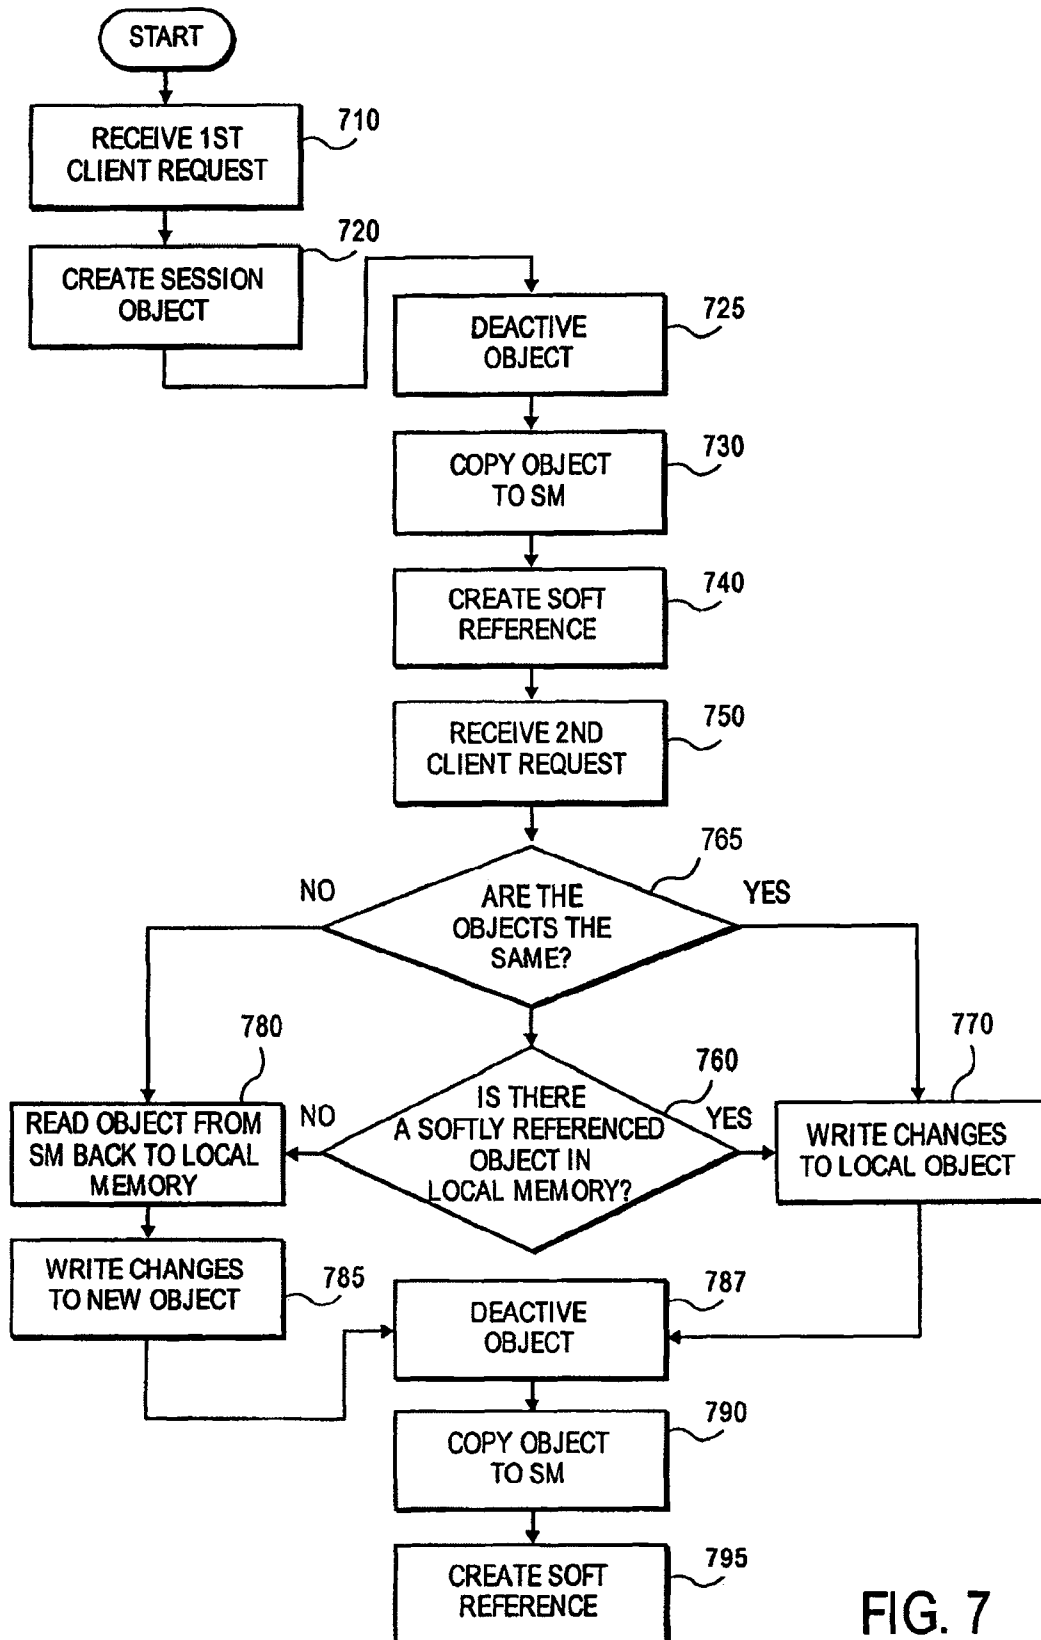 START
RECEIVE 1ST
CLIENT REQUEST
710
CREATE SESSION
OBJECT
720
DEACTIVE
OBJECT
725
COPY OBJECT
TO SM
730
CREATE SOFT
REFERENCE
740
RECEIVE 2ND
CLIENT REQUEST
750
765
NO
ARE THE
OBJECTS THE
SAME?
YES
780
READ OBJECT FROM
SM BACK TO LOCAL
MEMORY
NO
760
IS THERE
A SOFTLY REFERENCED
OBJECT IN
LOCAL MEMORY?
YES
770
WRITE CHANGES
TO LOCAL OBJECT
WRITE CHANGES
TO NEW OBJECT
785
DEACTIVE
OBJECT
787
COPY OBJECT
TO SM
790
CREATE SOFT
REFERENCE
795
FIG. 7